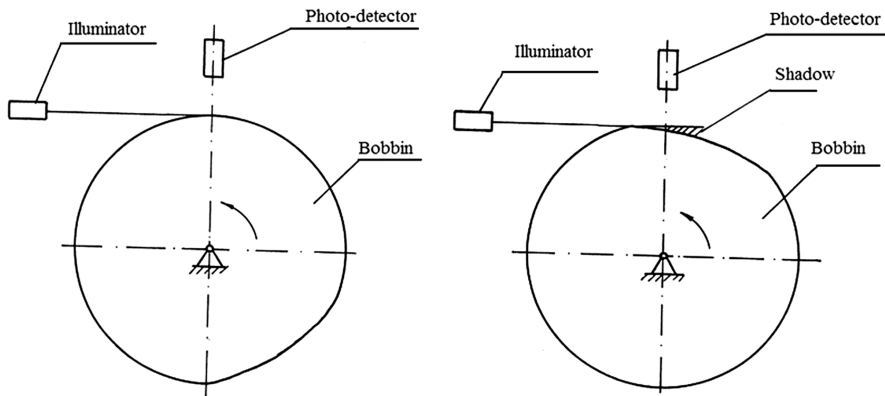 Photo-detector
Illuminator
Bobbin
Photo-detector
Illuminator
Shadow
Bobbin